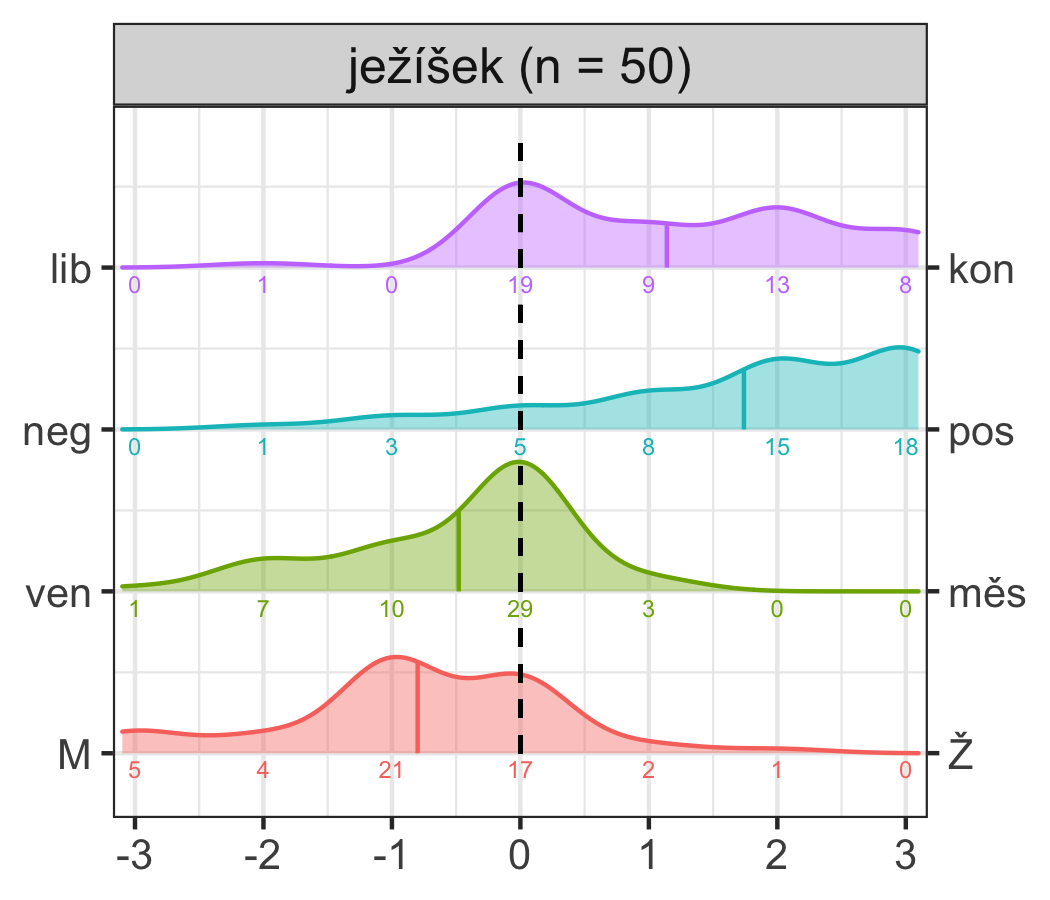 ježíšek (n = 50)
lib kon
0 1 0 19 9 13 8
neg pos
0 1 3 5 8 15 18
ven měs
1 7 10 29 3 0 0
M Ž
5 4 21 17 2 1 0
-3 -2 -1 0 1 2 3